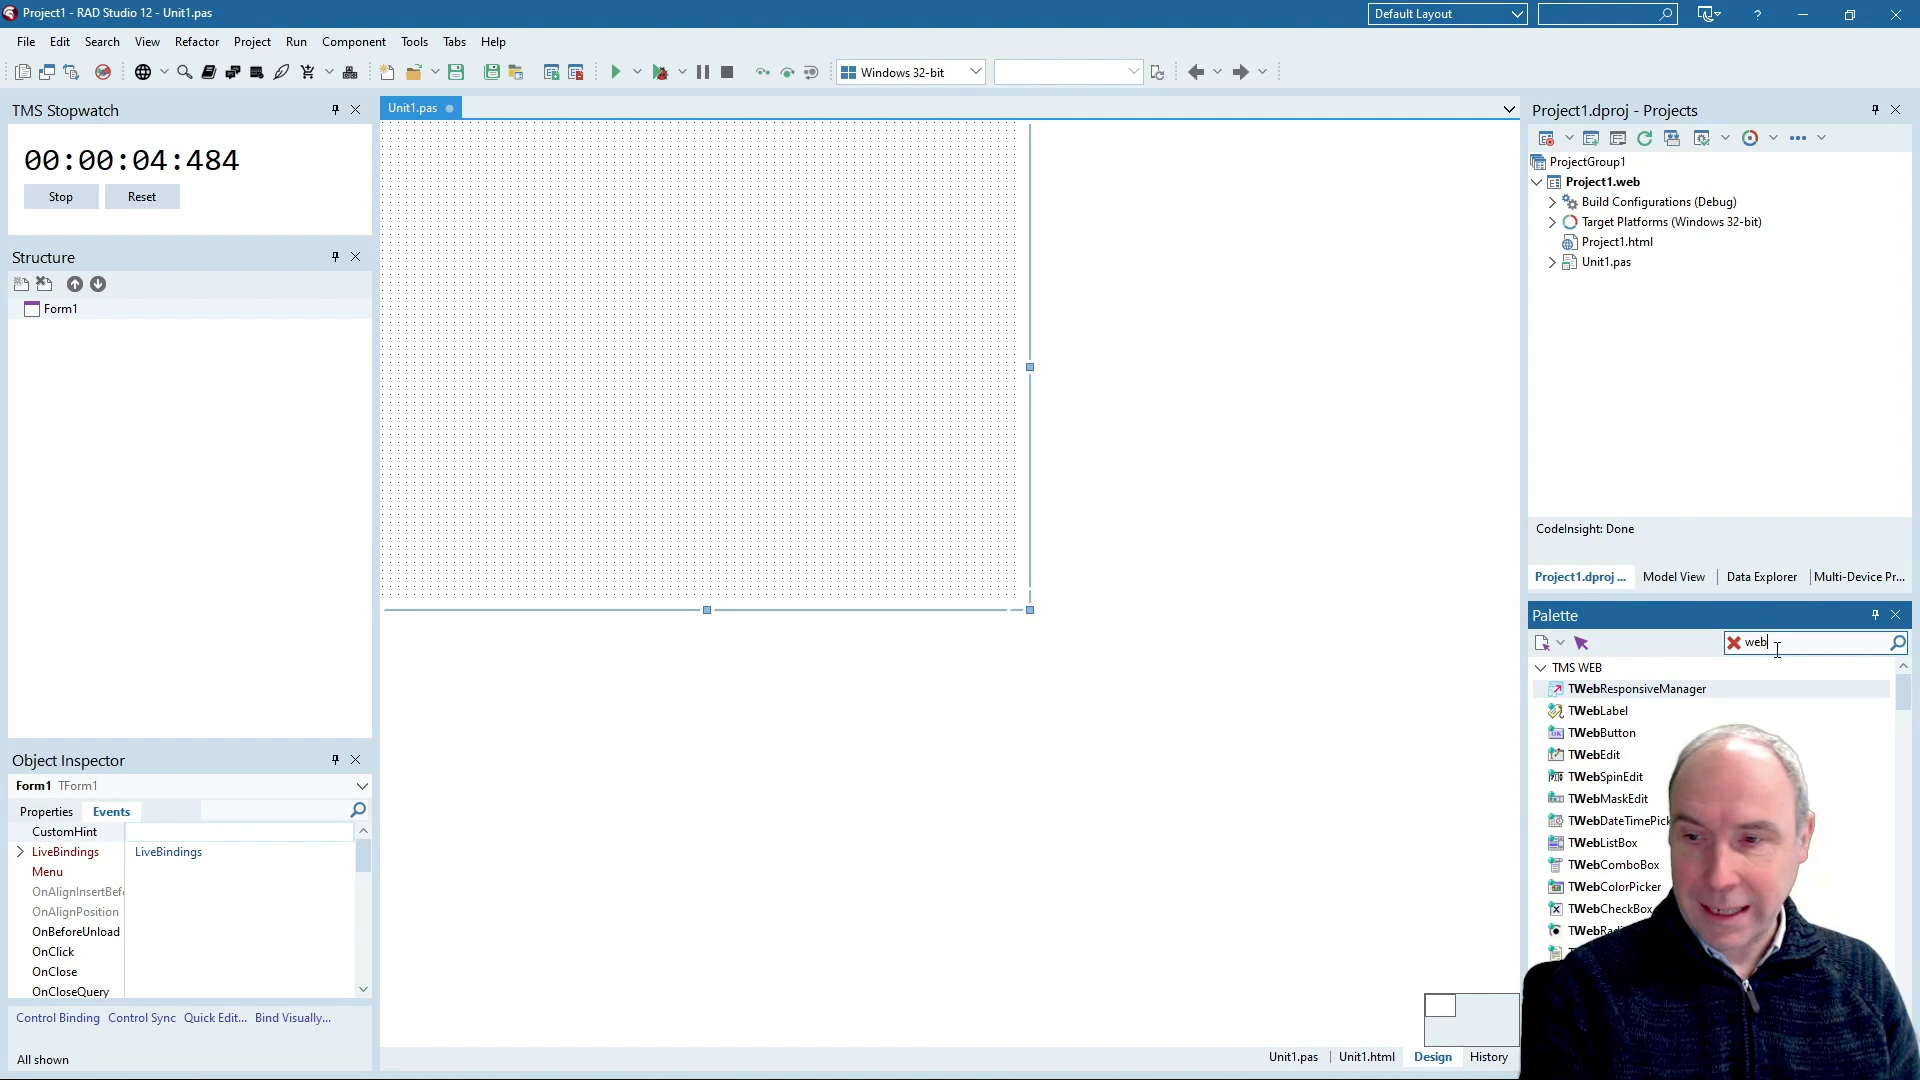 Project1 - RAD Studio 12 - Unit1.pas
Default Layout
?
File Edit Search View Refactor Project Run Component Tools Tabs Help
Windows 32-bit
TMS Stopwatch
00:00:04:484
Stop Reset
Structure
Form1
Object Inspector
Form1 TForm1
Properties Events
CustomHint
LiveBindings LiveBindings
Menu
OnAlignInsertBef
OnAlignPosition
OnBeforeUnload
OnClick
OnClose
OnCloseQuery
Control Binding Control Sync Quick Edit... Bind Visually...
All shown
Unit1.pas
Unit1.pas Unit1.html Design History
Project1.dproj - Projects
ProjectGroup1
Project1.web
Build Configurations (Debug)
Target Platforms (Windows 32-bit)
Project1.html
Unit1.pas
CodeInsight: Done
Project1.dproj ... Model View Data Explorer Multi-Device Pr...
Palette
web
TMS WEB
TWebResponsiveManager
TWebLabel
TWebButton
TWebEdit
TWebSpinEdit
TWebMaskEdit
TWebDateTimePick
TWebListBox
TWebComboBox
TWebColorPicker
TWebCheckBox